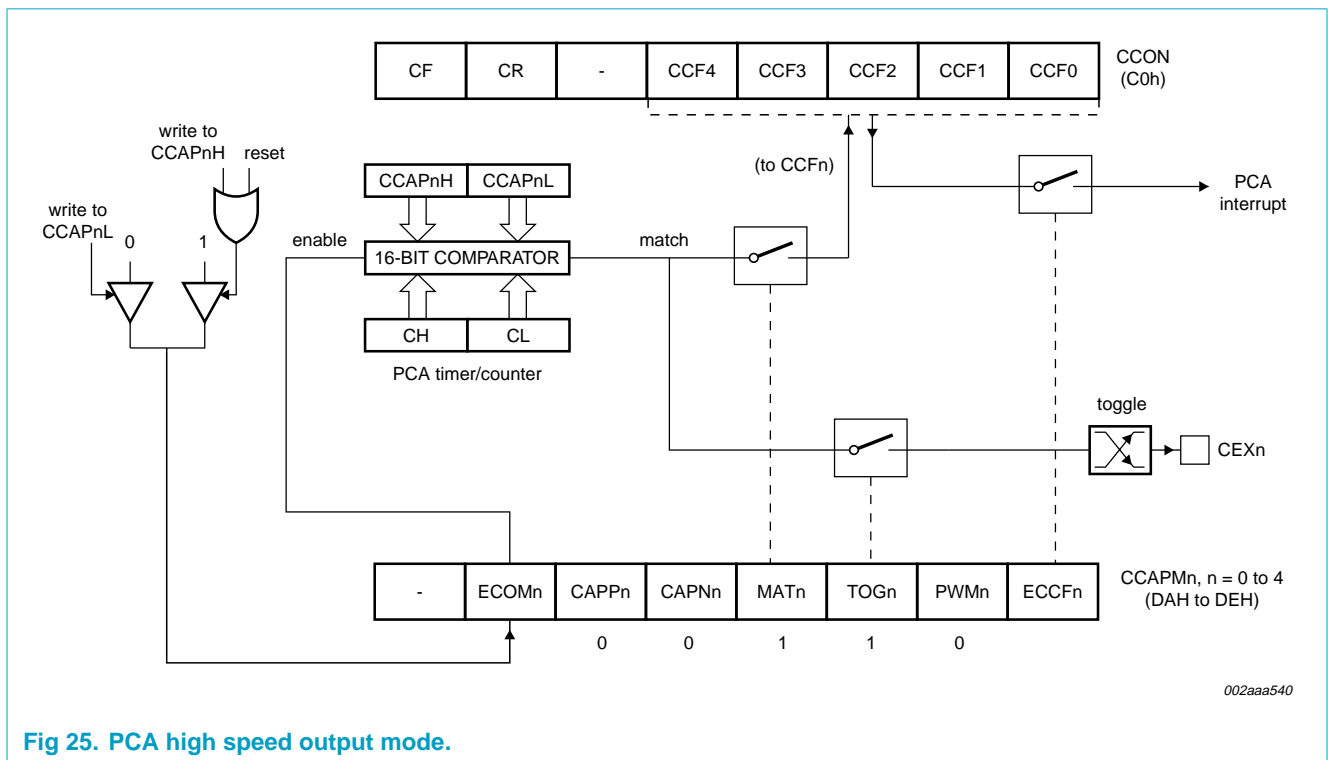 CF CR - CCF4 CCF3 CCF2 CCF1 CCF0
CCON
(C0h)
write to
CCAPnH reset
(to CCFn)
CCAPnH CCAPnL
PCA
interrupt
write to
CCAPnL
0 1
enable
16-BIT COMPARATOR
match
CH CL
PCA timer/counter
toggle
CEXn
- ECOMn CAPPn CAPNn MATn TOGn PWMn ECCFn
CCAPMn, n = 0 to 4
(DAH to DEH)
0 0 1 1 0
002aaa540
Fig 25. PCA high speed output mode.